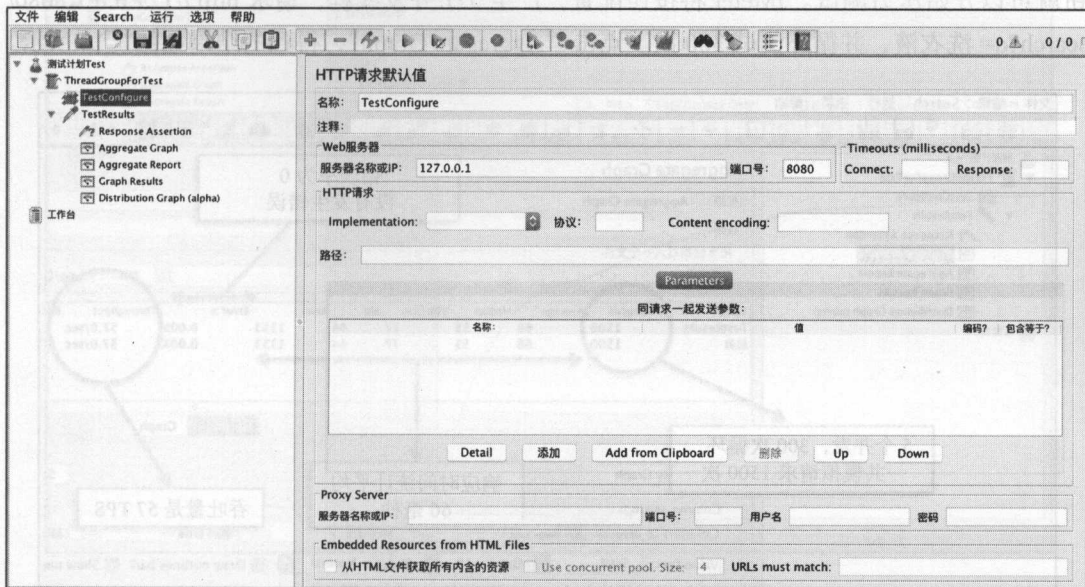 文件 编辑 Search 运行 选项 帮助
0 0 / 0
测试计划Test
ThreadGroupForTest
TestConfigure
TestResults
Response Assertion
Aggregate Graph
Aggregate Report
Graph Results
Distribution Graph (alpha)
工作台
HTTP请求默认值
名称: TestConfigure
注释:
Web服务器
Timeouts (milliseconds)
服务器名称或IP: 127.0.0.1 端口号: 8080 Connect: Response:
HTTP请求
Implementation: 协议: Content encoding:
路径:
Parameters
同请求一起发送参数:
名称: 值 编码? 包含等于?
Detail 添加 Add from Clipboard 删除 Up Down
Proxy Server
服务器名称或IP: 端口号: 用户名 密码
Embedded Resources from HTML Files
从HTML文件获取所有内含的资源 Use concurrent pool. Size: 4 URLs must match: